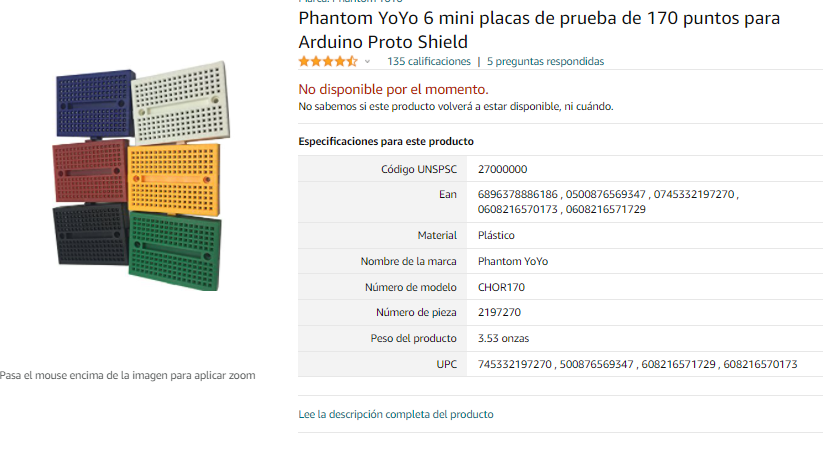 Marca: Phantom YoYo
Phantom YoYo 6 mini placas de prueba de 170 puntos para
Arduino Proto Shield
135 calificaciones | 5 preguntas respondidas
No disponible por el momento.
No sabemos si este producto volverá a estar disponible, ni cuándo.
Especificaciones para este producto
Código UNSPSC 27000000
Ean 6896378886186 , 0500876569347 , 0745332197270 ,
0608216570173 , 0608216571729
Material Plástico
Nombre de la marca Phantom YoYo
Número de modelo CHOR170
Número de pieza 2197270
Peso del producto 3.53 onzas
UPC 745332197270 , 500876569347 , 608216571729 , 608216570173
Pasa el mouse encima de la imagen para aplicar zoom
Lee la descripción completa del producto